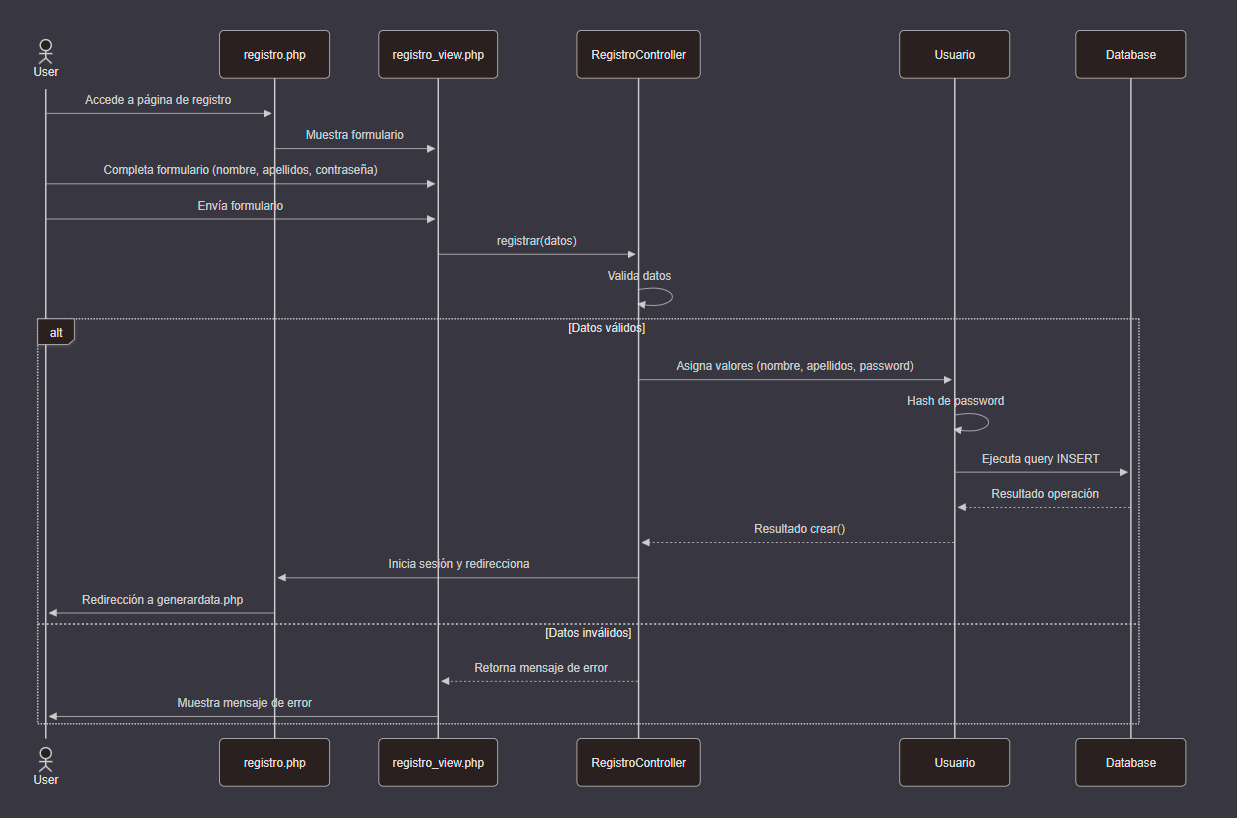 User
registro.php
registro_view.php
RegistroController
Usuario
Database
Accede a página de registro
Muestra formulario
Completa formulario (nombre, apellidos, contraseña)
Envía formulario
registrar(datos)
Valida datos
alt
[Datos válidos]
Asigna valores (nombre, apellidos, password)
Hash de password
Ejecuta query INSERT
Resultado operación
Resultado crear()
Inicia sesión y redirecciona
Redirección a generardata.php
[Datos inválidos]
Retorna mensaje de error
Muestra mensaje de error
User
registro.php
registro_view.php
RegistroController
Usuario
Database